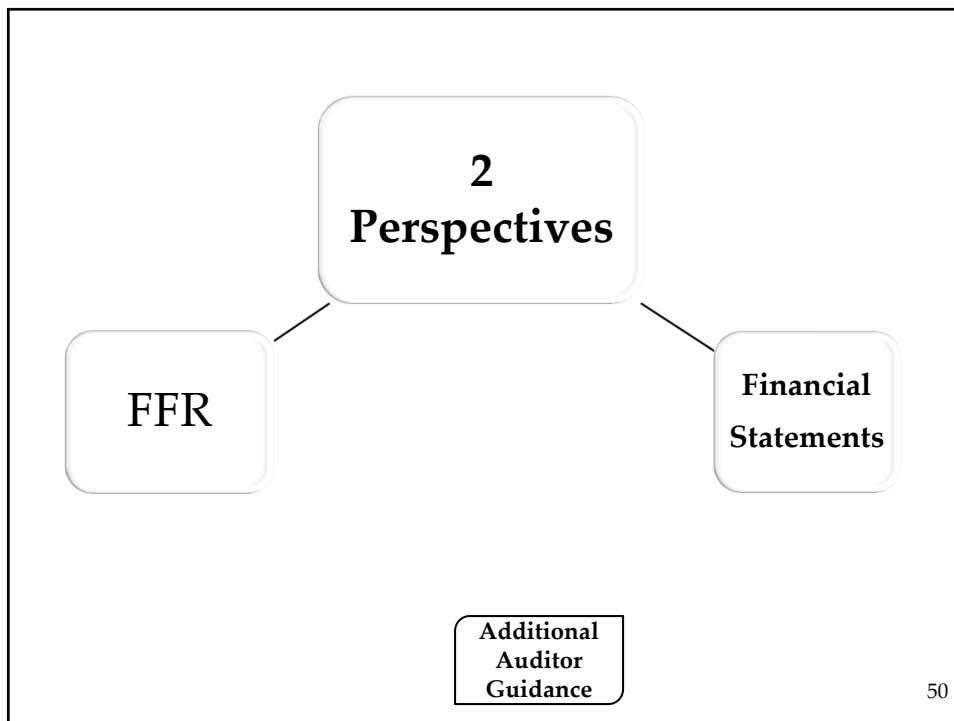 2
Perspectives
FFR
Financial
Statements
Additional
Auditor
Guidance
50